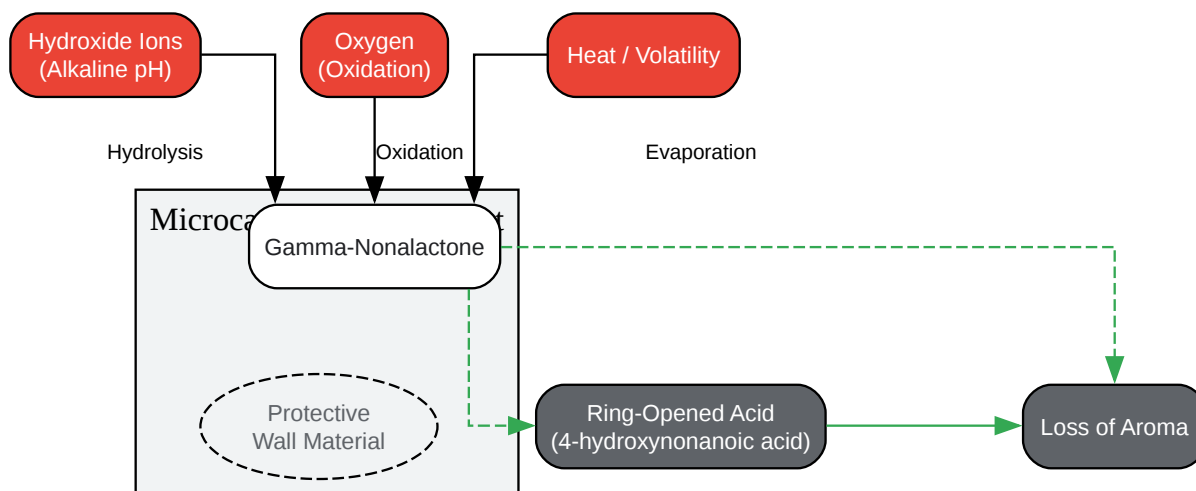 Hydroxide Ions
(Alkaline pH)
Oxygen
(Oxidation)
Heat / Volatility
Hydrolysis
Oxidation
Evaporation
Gamma-Nonalactone
Protective
Wall Material
Ring-Opened Acid
(4-hydroxynonanoic acid)
Loss of Aroma